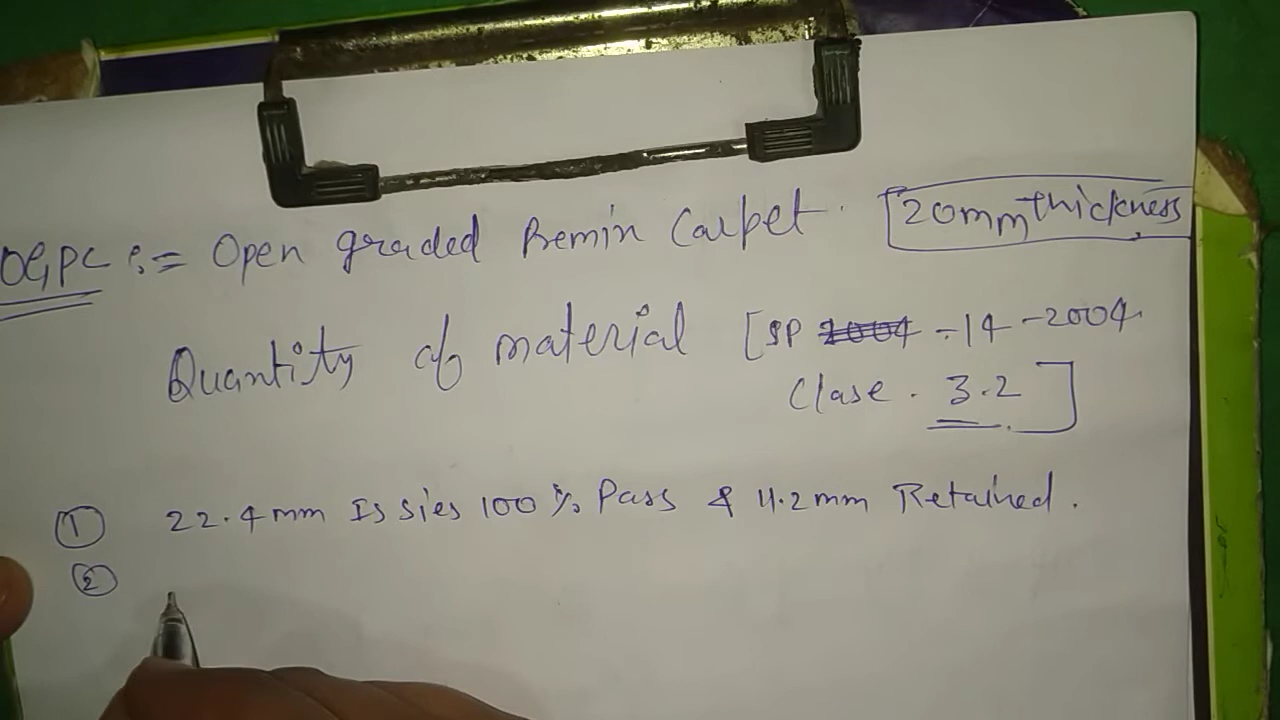 OGPC := Open graded Premix Carpet. [20mm thickness]
Quantity of material [SP 2004 -14 -2004.
Clase. 3.2]
① 22.4mm Is sies 100% Pass & 11.2mm Retained.
②